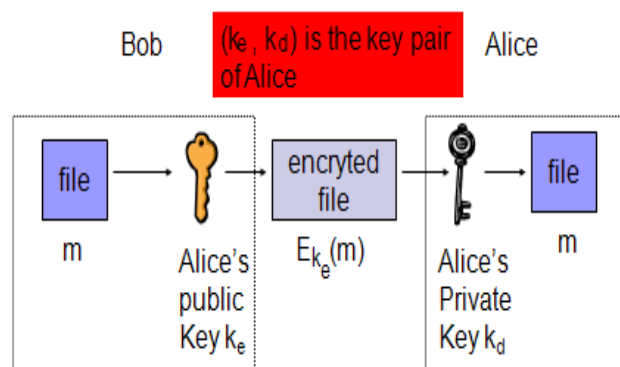 Bob
(ke , kd) is the key pair
of Alice
Alice
file
m
Alice's
public
Key ke
encryted
file
Eke(m)
Alice's
Private
Key kd
file
m